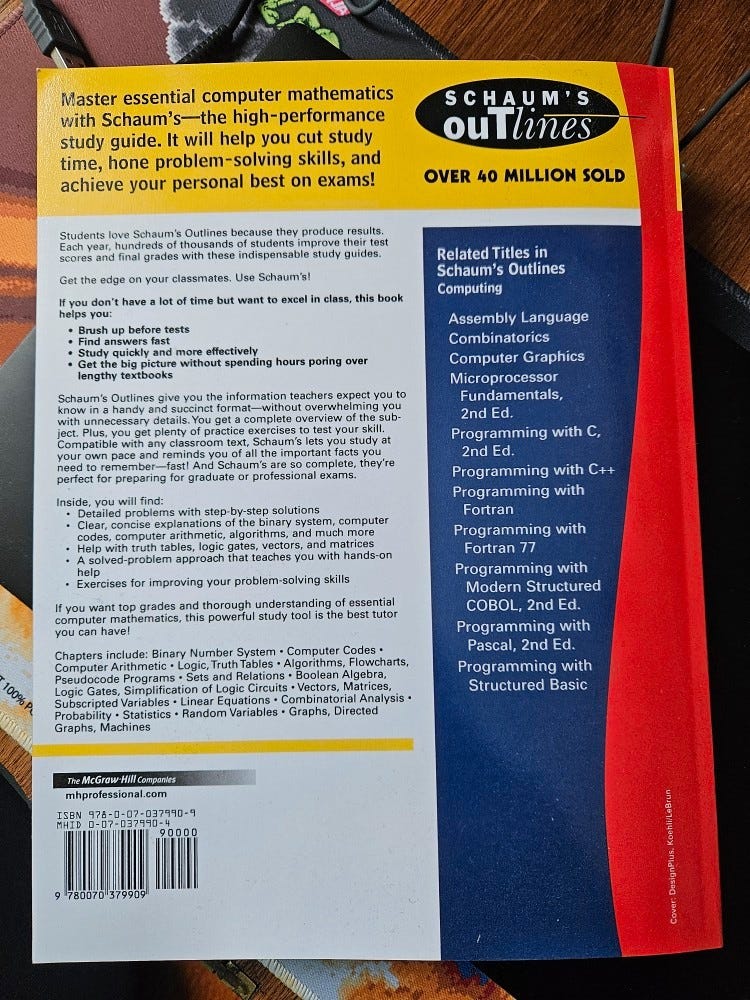 Master essential computer mathematics
with Schaum's—the high-performance
study guide. It will help you cut study
time, hone problem-solving skills, and
achieve your personal best on exams!
SCHAUM'S
ouTlines
OVER 40 MILLION SOLD
Students love Schaum's Outlines because they produce results.
Each year, hundreds of thousands of students improve their test
scores and final grades with these indispensable study guides.
Get the edge on your classmates. Use Schaum's!
If you don't have a lot of time but want to excel in class, this book
helps you:
• Brush up before tests
• Find answers fast
• Study quickly and more effectively
• Get the big picture without spending hours poring over
lengthy textbooks
Schaum's Outlines give you the information teachers expect you to
know in a handy and succinct format—without overwhelming you
with unnecessary details. You get a complete overview of the sub-
ject. Plus, you get plenty of practice exercises to test your skill.
Compatible with any classroom text, Schaum's lets you study at
your own pace and reminds you of all the important facts you
need to remember—fast! And Schaum's are so complete, they're
perfect for preparing for graduate or professional exams.
Inside, you will find:
• Detailed problems with step-by-step solutions
• Clear, concise explanations of the binary system, computer
codes, computer arithmetic, algorithms, and much more
• Help with truth tables, logic gates, vectors, and matrices
• A solved-problem approach that teaches you with hands-on
help
• Exercises for improving your problem-solving skills
If you want top grades and thorough understanding of essential
computer mathematics, this powerful study tool is the best tutor
you can have!
Chapters include: Binary Number System • Computer Codes •
Computer Arithmetic • Logic, Truth Tables • Algorithms, Flowcharts,
Pseudocode Programs • Sets and Relations • Boolean Algebra,
Logic Gates, Simplification of Logic Circuits • Vectors, Matrices,
Subscripted Variables • Linear Equations • Combinatorial Analysis •
Probability • Statistics • Random Variables • Graphs, Directed
Graphs, Machines
Related Titles in
Schaum's Outlines
Computing
Assembly Language
Combinatorics
Computer Graphics
Microprocessor
Fundamentals,
2nd Ed.
Programming with C,
2nd Ed.
Programming with C++
Programming with
Fortran
Programming with
Fortran 77
Programming with
Modern Structured
COBOL, 2nd Ed.
Programming with
Pascal, 2nd Ed.
Programming with
Structured Basic
The McGraw-Hill Companies
mhprofessional.com
ISBN 978-0-07-037990-9
MHID 0-07-037990-4
90000
9 780070 379909
Cover: DesignPlus, Koehli/LeBrun
100%